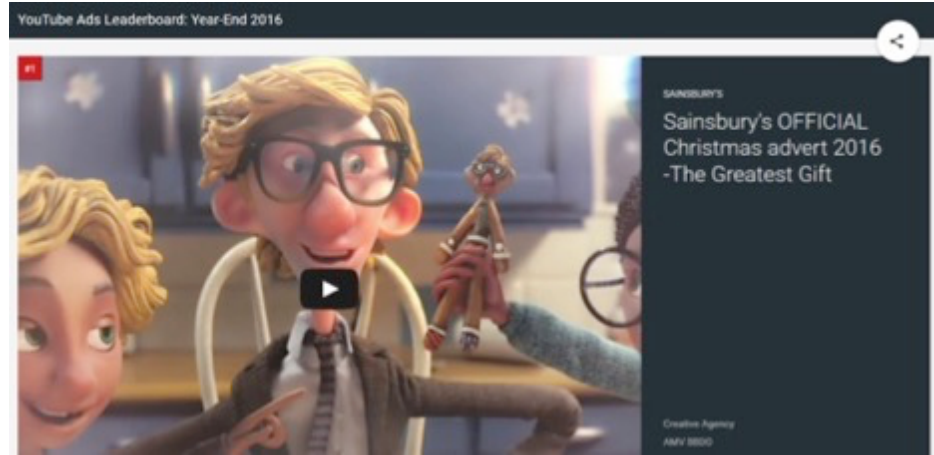 YouTube Ads Leaderboard: Year-End 2016
#1
SAINSBURY'S
Sainsbury's OFFICIAL
Christmas advert 2016
-The Greatest Gift
Creative Agency
AMV BBDO